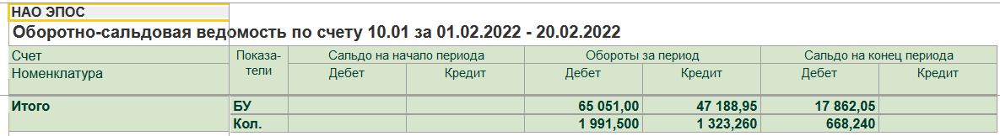 НАО ЭПОС
Оборотно-сальдовая ведомость по счету 10.01 за 01.02.2022 - 20.02.2022
Счет Показа- Сальдо на начало периода Обороты за период Сальдо на конец периода
Номенклатура тели Дебет Кредит Дебет Кредит Дебет Кредит
Итого БУ 65 051,00 47 188,95 17 862,05
Кол. 1 991,500 1 323,260 668,240